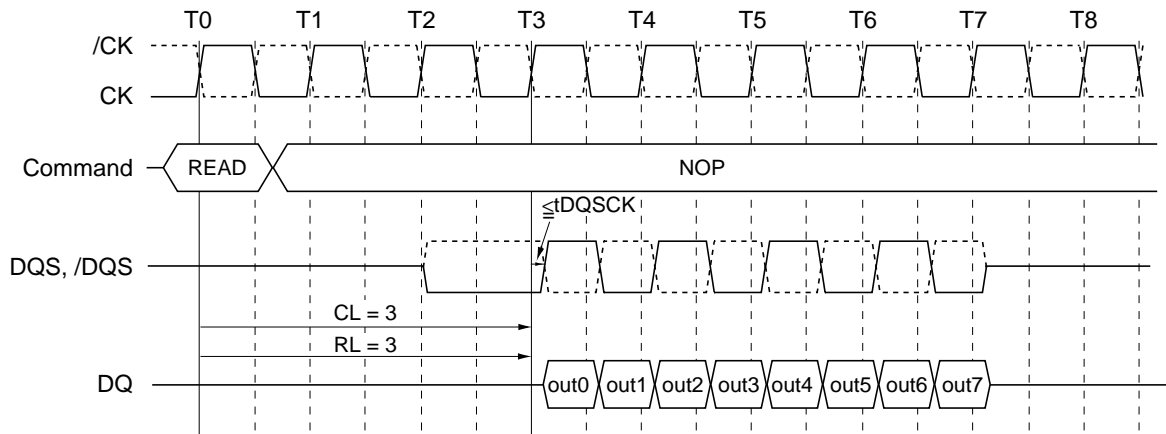 T0 T1 T2 T3 T4 T5 T6 T7 T8
/CK
CK
Command READ NOP
≦tDQSCK
DQS, /DQS
CL = 3
RL = 3
DQ out0 out1 out2 out3 out4 out5 out6 out7